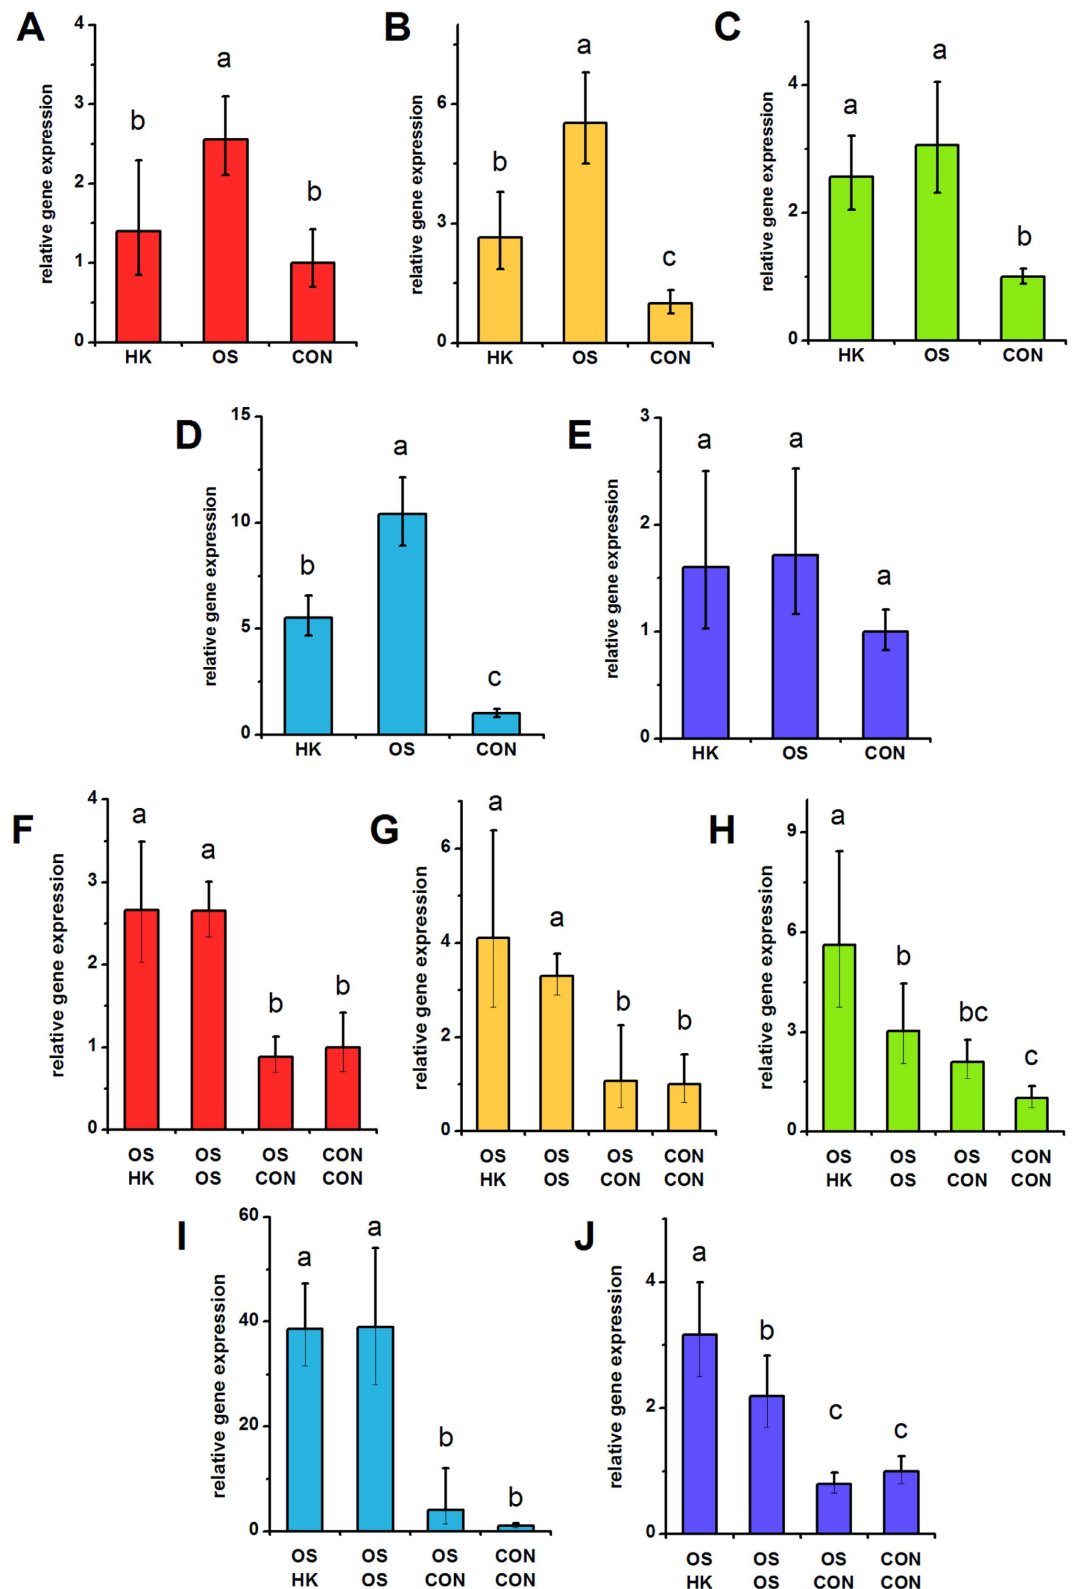 A
relative gene expression
4
3
2
1
0
b
a
b
HK OS CON
B
relative gene expression
6
3
0
b
a
c
HK OS CON
C
relative gene expression
4
2
0
a
a
b
HK OS CON
D
relative gene expression
15
10
5
0
b
a
c
HK OS CON
E
relative gene expression
3
2
1
0
a
a
a
HK OS CON
F
relative gene expression
4
3
2
1
0
a
a
b
b
OS OS OS CON
HK OS CON CON
G
relative gene expression
6
4
2
0
a
a
b
b
OS OS OS CON
HK OS CON CON
H
relative gene expression
9
6
3
0
a
b
bc
c
OS OS OS CON
HK OS CON CON
I
relative gene expression
60
40
20
0
a
a
b
b
OS OS OS CON
HK OS CON CON
J
relative gene expression
4
2
0
a
b
c
c
OS OS OS CON
HK OS CON CON